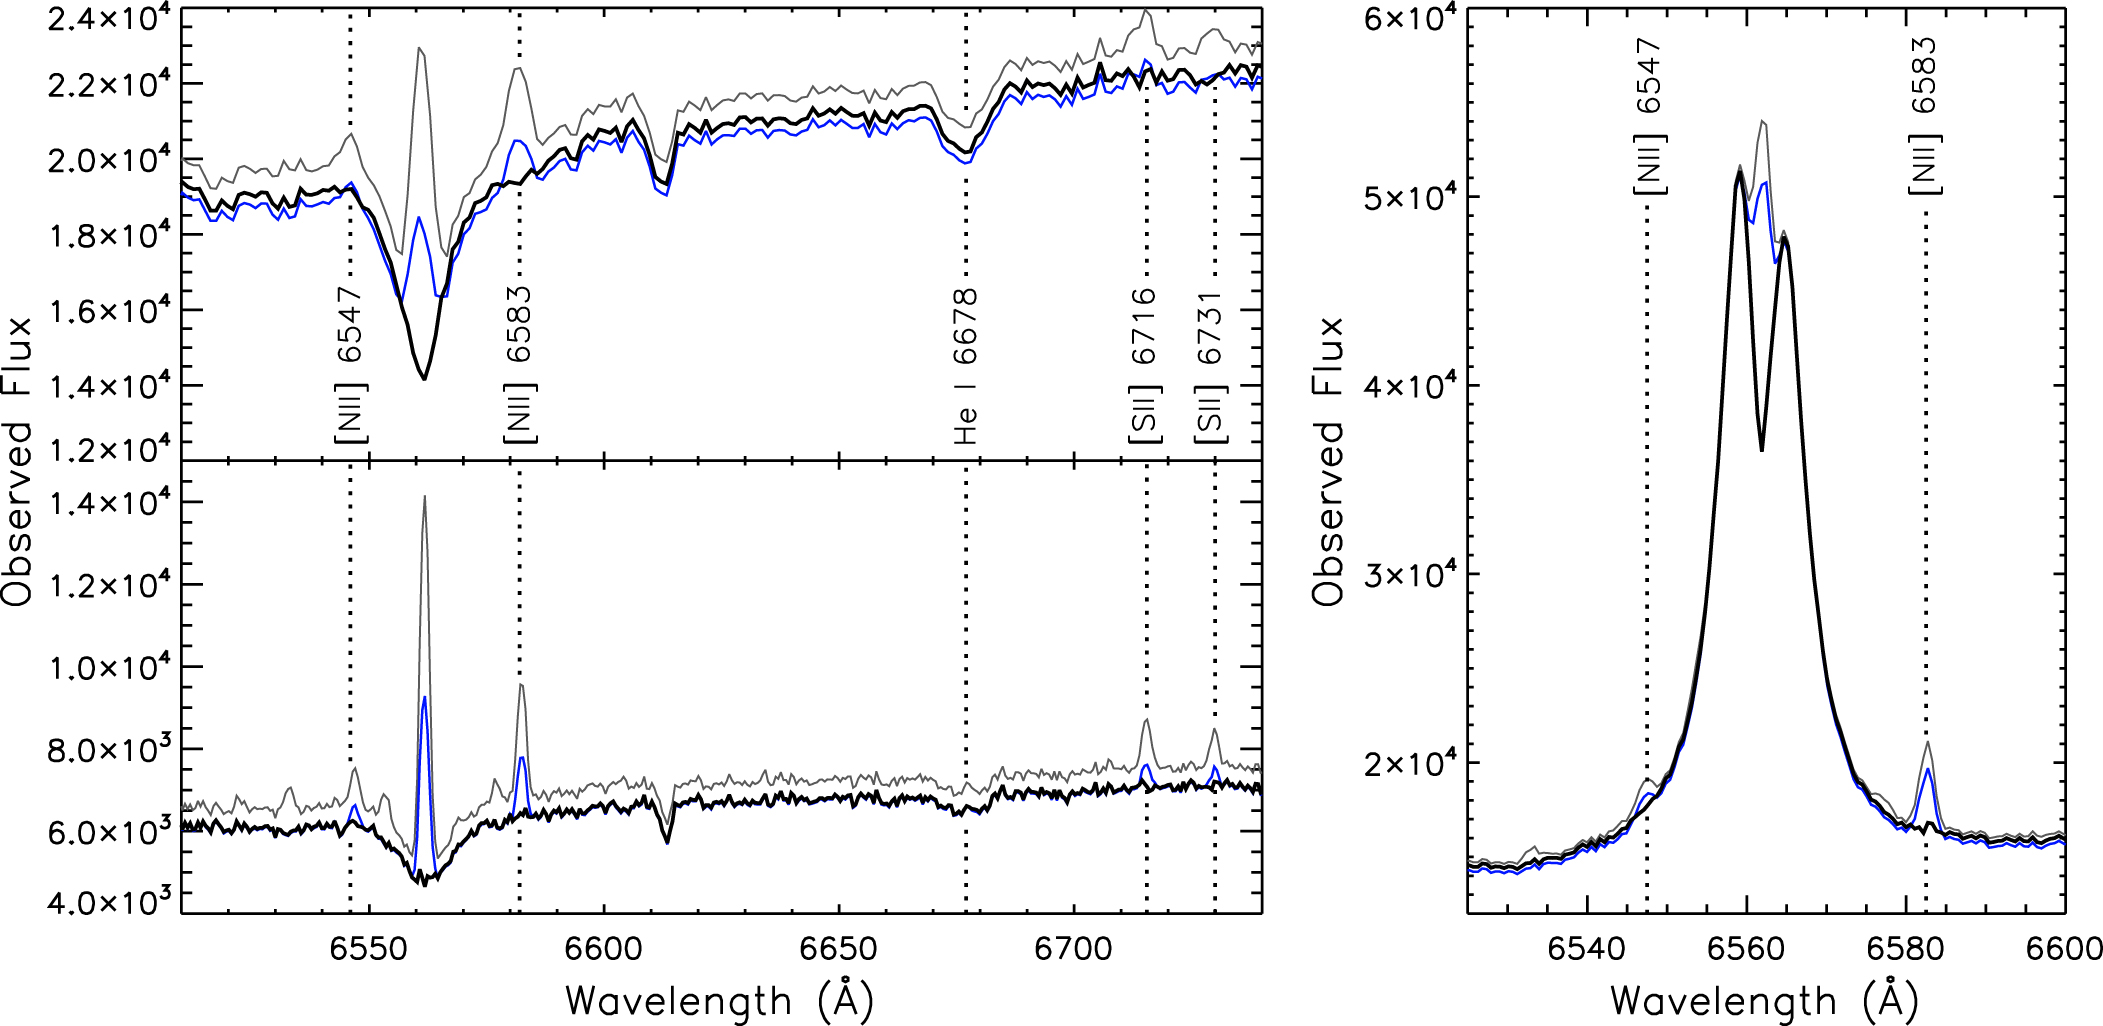 Observed Flux
2.4×10⁴
2.2×10⁴
2.0×10⁴
1.8×10⁴
1.6×10⁴
1.4×10⁴
1.2×10⁴
[NII] 6547
[NII] 6583
He I 6678
[SII] 6716
[SII] 6731
Observed Flux
1.4×10⁴
1.2×10⁴
1.0×10⁴
8.0×10³
6.0×10³
4.0×10³
6550
6600
6650
6700
Wavelength (Å)
Observed Flux
6×10⁴
5×10⁴
4×10⁴
3×10⁴
2×10⁴
[NII] 6547
[NII] 6583
6540
6560
6580
6600
Wavelength (Å)